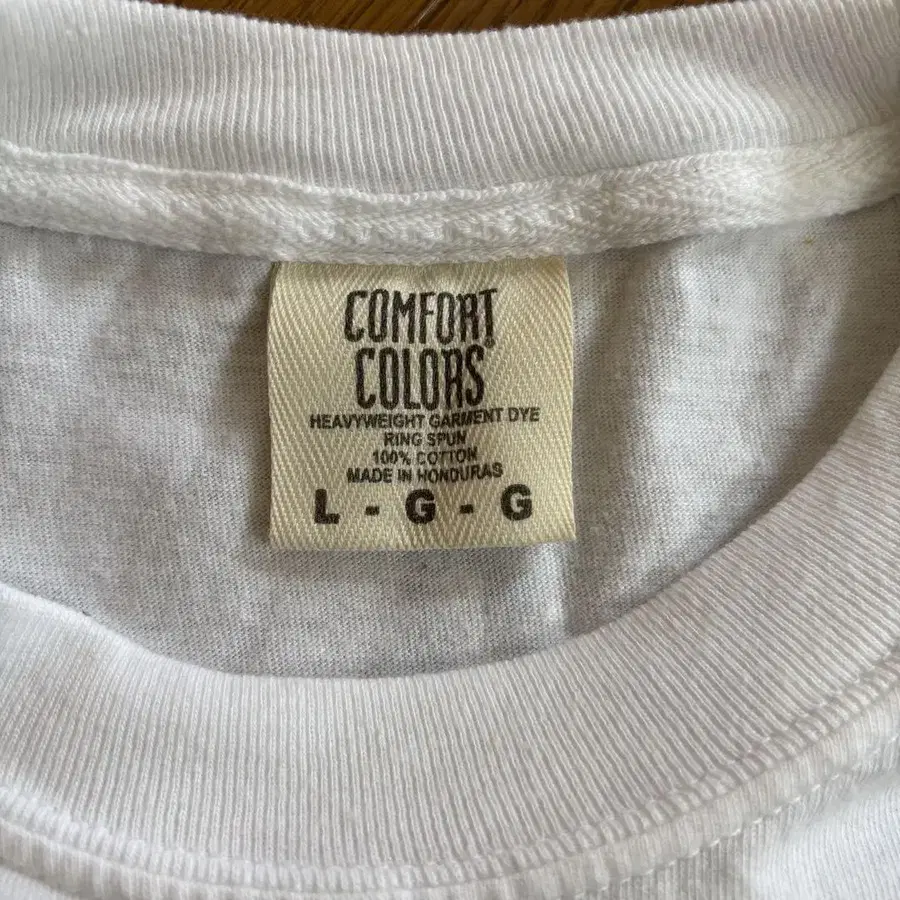 COMFORT
COLORS®
HEAVYWEIGHT GARMENT DYE
RING SPUN
100% COTTON
MADE IN HONDURAS
L - G - G